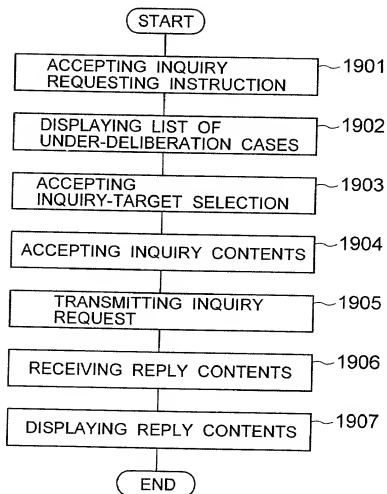 START
ACCEPTING INQUIRY
REQUESTING INSTRUCTION
1901
DISPLAYING LIST OF
UNDER-DELIBERATION CASES
1902
ACCEPTING
INQUIRY-TARGET SELECTION
1903
ACCEPTING INQUIRY CONTENTS
1904
TRANSMITTING INQUIRY
REQUEST
1905
RECEIVING REPLY CONTENTS
1906
DISPLAYING REPLY CONTENTS
1907
END